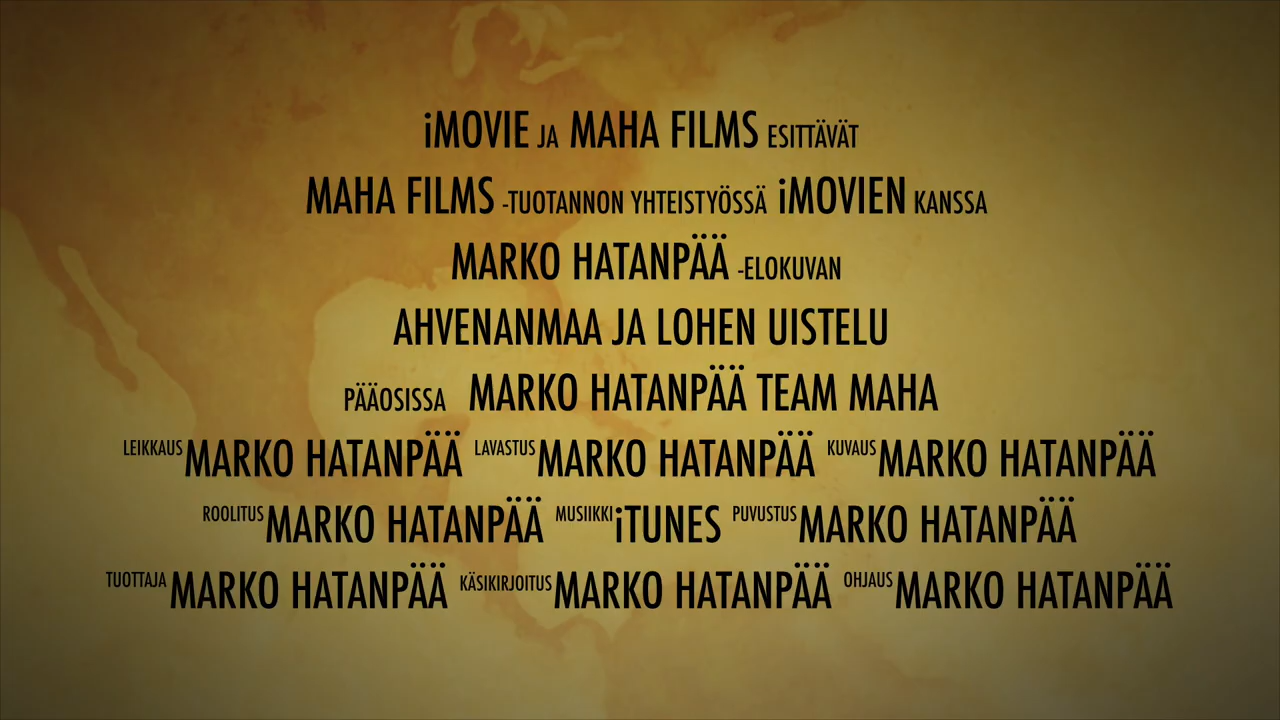 iMOVIE JA MAHA FILMS ESITTÄVÄT
MAHA FILMS -TUOTANNON YHTEISTYÖSSÄ iMOVIEN KANSSA
MARKO HATANPÄÄ -ELOKUVAN
AHVENANMAA JA LOHEN UISTELU
PÄÄOSISSA MARKO HATANPÄÄ TEAM MAHA
LEIKKAUS MARKO HATANPÄÄ LAVASTUS MARKO HATANPÄÄ KUVAUS MARKO HATANPÄÄ
ROOLITUS MARKO HATANPÄÄ MUSIIKKI iTUNES PUVUSTUS MARKO HATANPÄÄ
TUOTTAJA MARKO HATANPÄÄ KÄSIKIRJOITUS MARKO HATANPÄÄ OHJAUS MARKO HATANPÄÄ